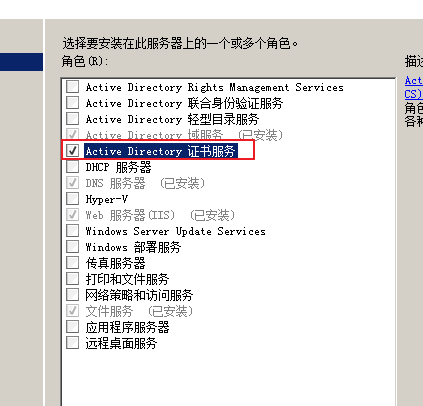 选择要安装在此服务器上的一个或多个角色。
角色(R):
Active Directory Rights Management Services
Active Directory 联合身份验证服务
Active Directory 轻型目录服务
Active Directory 域服务 (已安装)
Active Directory 证书服务
DHCP 服务器
DNS 服务器 (已安装)
Hyper-V
Web 服务器(IIS) (已安装)
Windows Server Update Services
Windows 部署服务
传真服务器
打印和文件服务
网络策略和访问服务
文件服务 (已安装)
应用程序服务器
远程桌面服务
描述
Act
CS)
角色
各种